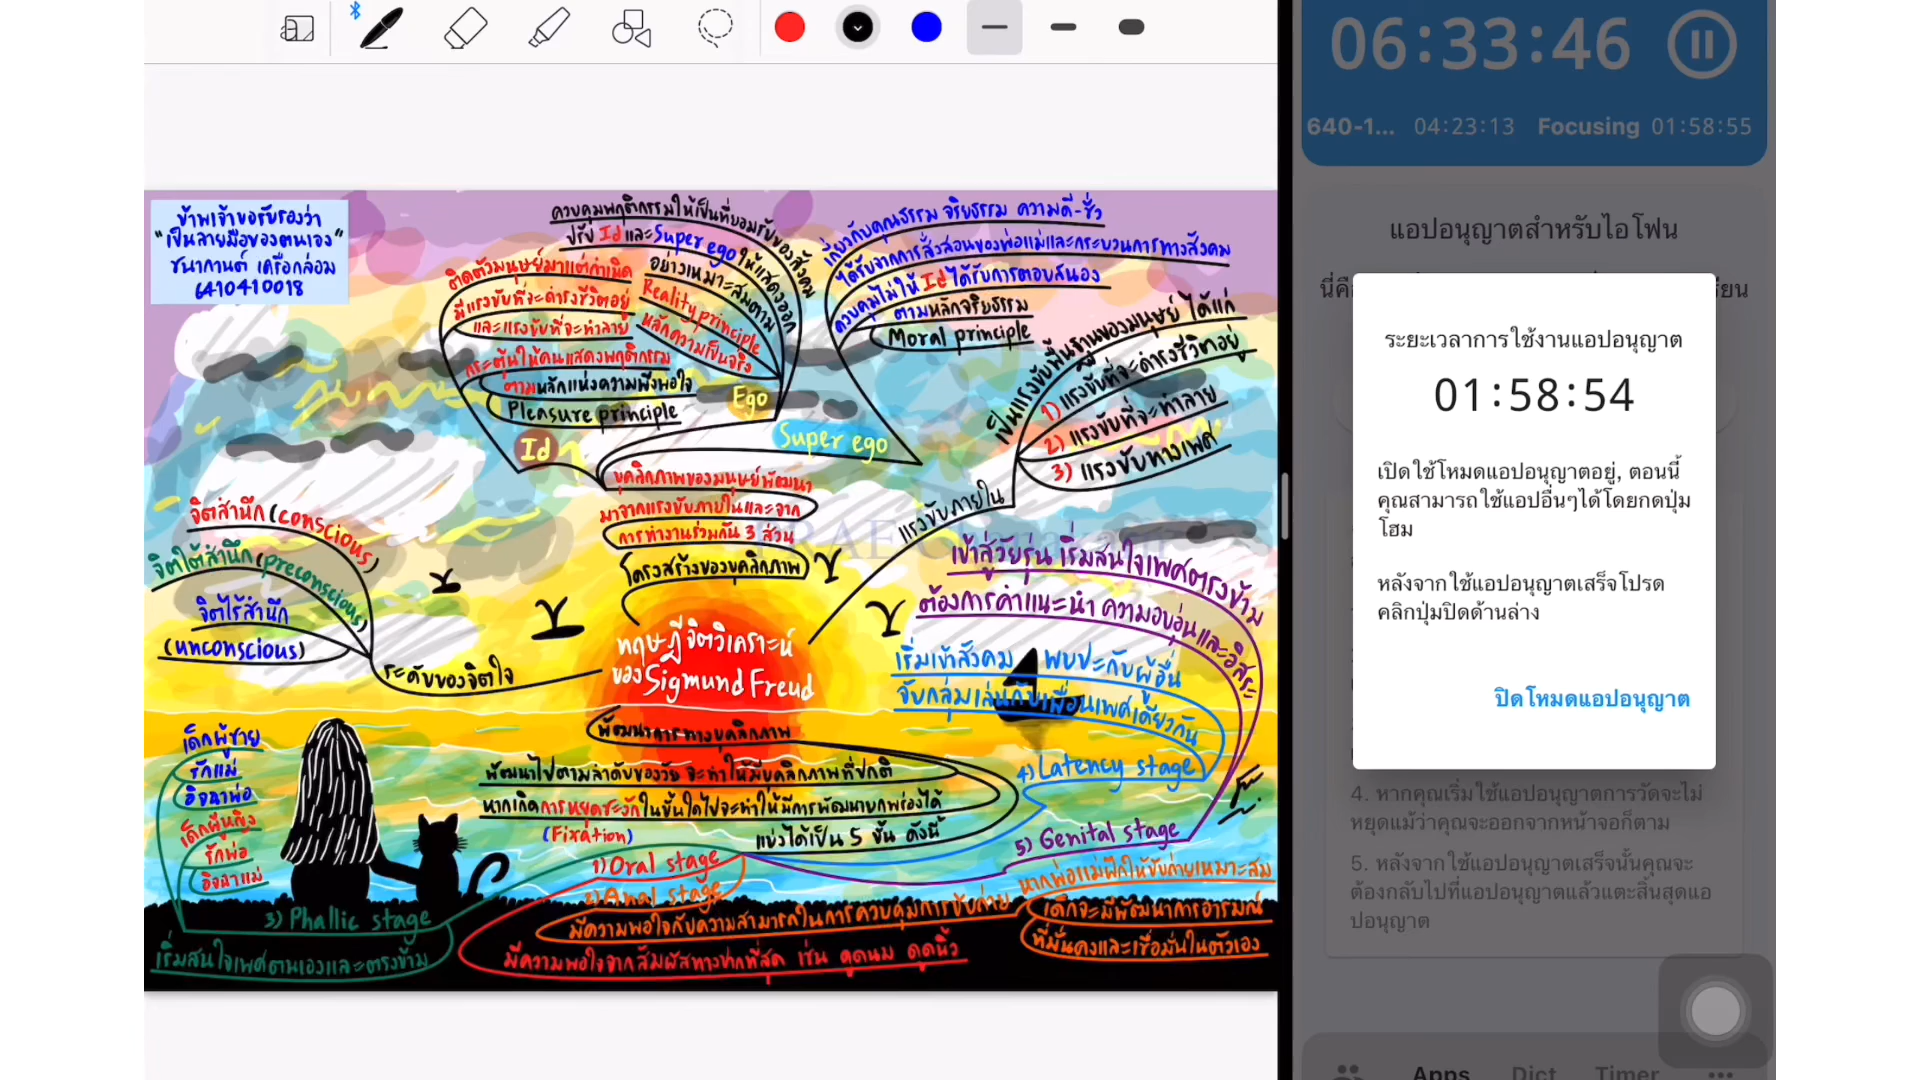 ข้าพเจ้าขอรับรองว่า
"เป็นลายมือของตนเอง"
ชนากานต์ เครือกล่อม
6410410018
ควบคุมพฤติกรรมให้เป็นที่ยอมรับของสังคม
ปรับ Id และ Super ego ให้แสดงออก
อย่างเหมาะสมตาม
Reality principle
หลักความเป็นจริง
Ego
ติดตัวมนุษย์มาแต่กำเนิด
มีแรงขับที่จะดำรงชีวิตอยู่
และแรงขับที่จะทำลาย
กระตุ้นให้คนแสดงพฤติกรรม
ตามหลักแห่งความพึงพอใจ
Pleasure principle
Id
เกี่ยวกับคุณธรรม จริยธรรม ความดี-ชั่ว
ได้รับจากการสั่งสอนของพ่อแม่และกระบวนการทางสังคม
ควบคุมไม่ให้ Id ได้รับการตอบสนอง
ตามหลักจริยธรรม
Moral principle
Super ego
เป็นแรงขับพื้นฐานของมนุษย์ ได้แก่
1) แรงขับที่จะดำรงชีวิตอยู่
2) แรงขับที่จะทำลาย
3) แรงขับทางเพศ
แรงขับภายใน
บุคลิกภาพของมนุษย์พัฒนา
มาจากแรงขับภายในและจาก
การทำงานร่วมกัน 3 ส่วน
โครงสร้างของบุคลิกภาพ
จิตสำนึก (conscious)
จิตใต้สำนึก (preconscious)
จิตไร้สำนึก
(unconscious)
ระดับของจิตใจ
ทฤษฎีจิตวิเคราะห์
ของ Sigmund Freud
พัฒนาการทางบุคลิกภาพ
พัฒนาไปตามลำดับของวัย จะทำให้มีบุคลิกภาพที่ปกติ
หากเกิดการหยุดชะงักในขั้นใดไปจะทำให้มีการพัฒนาบกพร่องได้
(Fixation)
แบ่งได้เป็น 5 ขั้น ดังนี้
1) Oral stage
มีความพอใจจากสัมผัสทางปากที่สุด เช่น ดูดนม ดูดนิ้ว
2) Anal stage
มีความพอใจกับความสามารถในการควบคุมการขับถ่าย
หากพ่อแม่ฝึกให้ขับถ่ายเหมาะสม
เด็กจะมีพัฒนาการอารมณ์
ที่มั่นคงและเชื่อมั่นในตัวเอง
3) Phallic stage
เริ่มสนใจเพศตนเองและตรงข้าม
เด็กผู้ชาย
รักแม่
อิจฉาพ่อ
เด็กผู้หญิง
รักพ่อ
อิจฉาแม่
4) Latency stage
เริ่มเข้าสังคม พบปะกับผู้อื่น
จับกลุ่มเล่นกับเพื่อนเพศเดียวกัน
5) Genital stage
เข้าสู่วัยรุ่น เริ่มสนใจเพศตรงข้าม
ต้องการคำแนะนำ ความอบอุ่นและอิสระ
06:33:46
640-1... 04:23:13 Focusing 01:58:55
แอปอนุญาตสำหรับไอโฟน
ระยะเวลาการใช้งานแอปอนุญาต
01:58:54
เปิดใช้โหมดแอปอนุญาตอยู่, ตอนนี้
คุณสามารถใช้แอปอื่นๆได้โดยกดปุ่ม
โฮม
หลังจากใช้แอปอนุญาตเสร็จโปรด
คลิกปุ่มปิดด้านล่าง
ปิดโหมดแอปอนุญาต
4. หากคุณเริ่มใช้แอปอนุญาตการวัดจะไม่
หยุดแม้ว่าคุณจะออกจากหน้าจอก็ตาม
5. หลังจากใช้แอปอนุญาตเสร็จนั้นคุณจะ
ต้องกลับไปที่แอปอนุญาตแล้วแตะสิ้นสุดแอ
ปอนุญาต
Apps Dict Timer